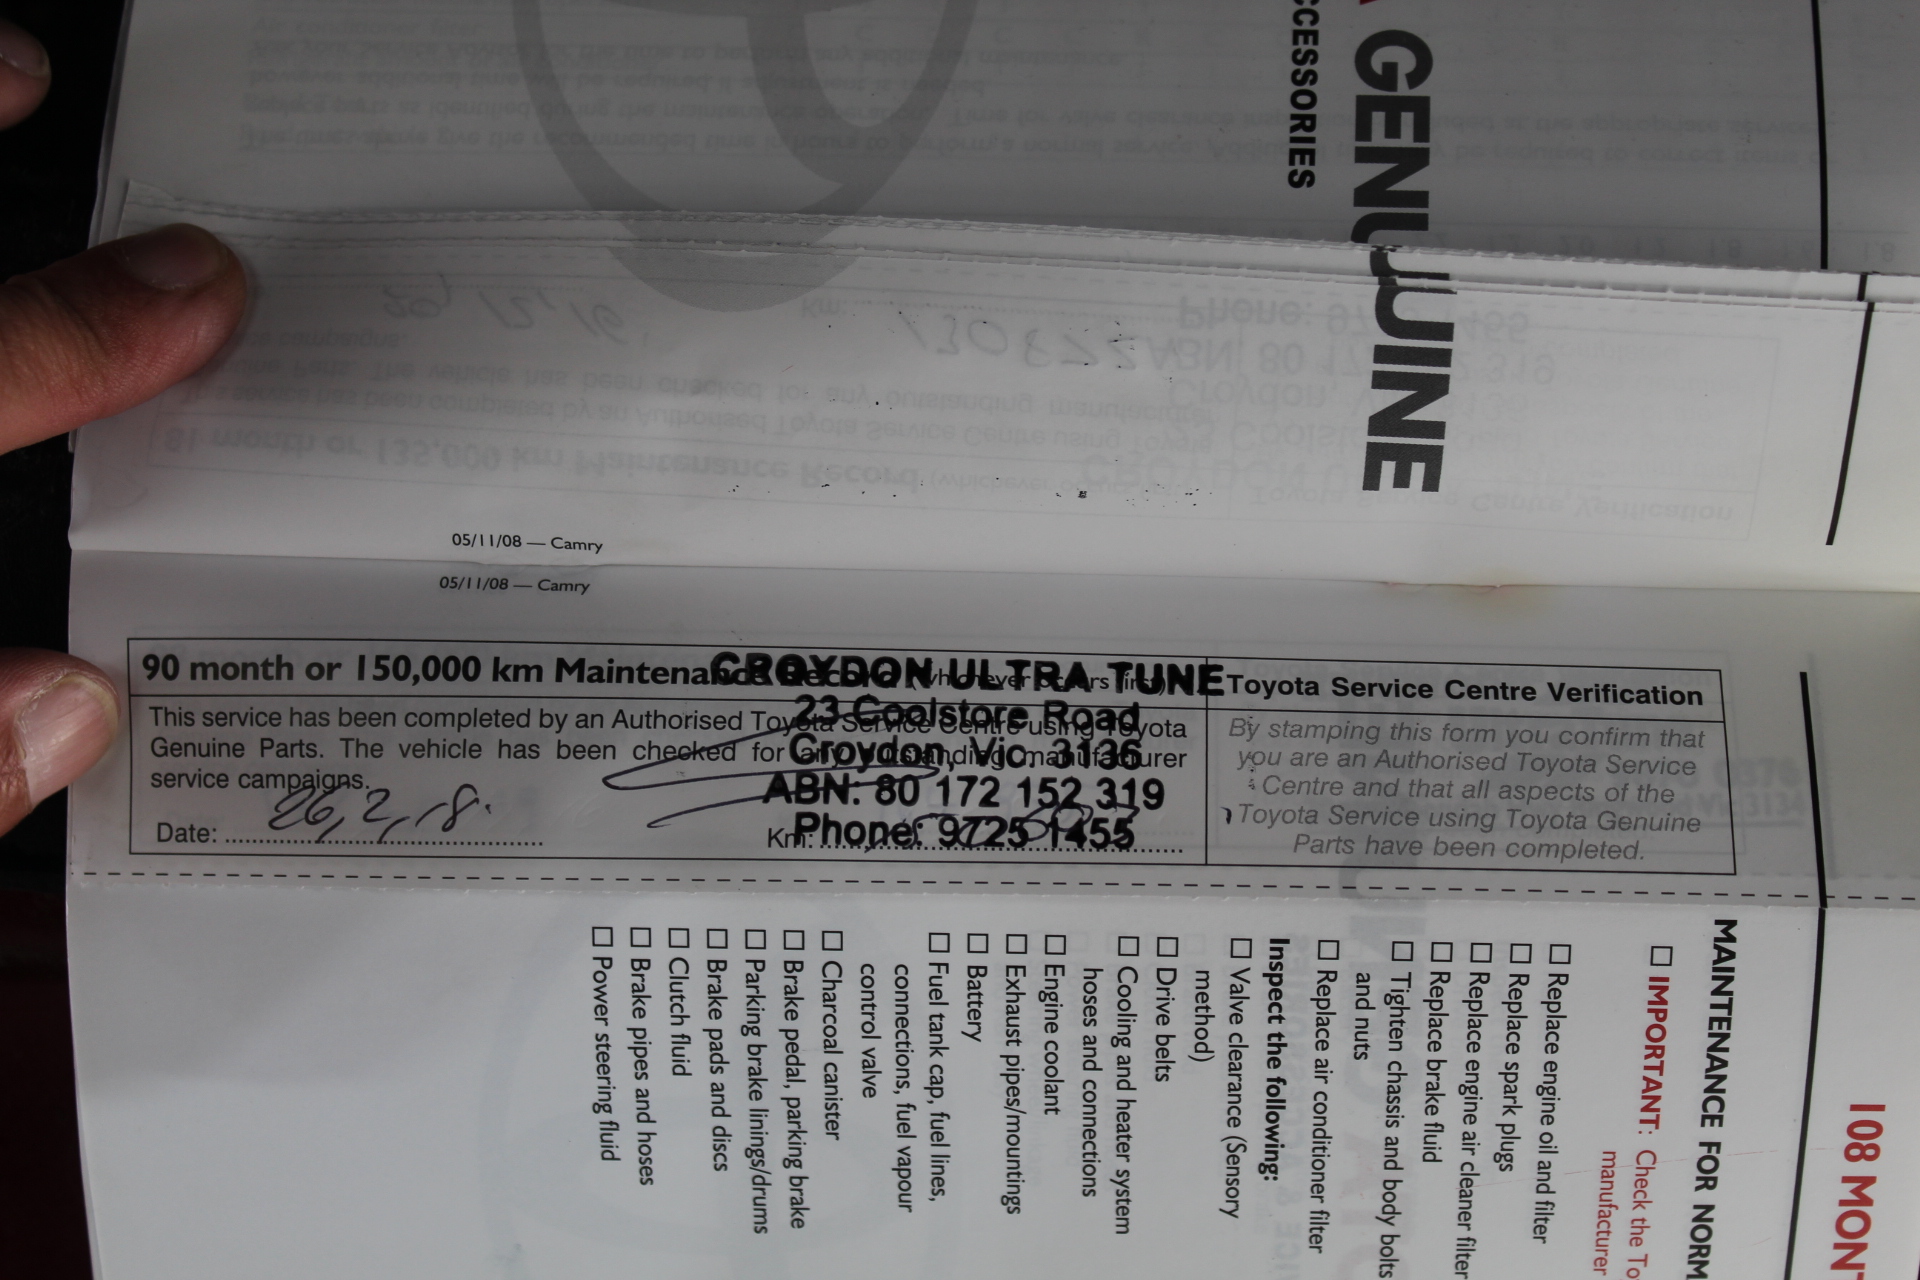 GENUINE
CCESSORIES
05/11/08 — Camry
05/11/08 — Camry
90 month or 150,000 km Maintenance Record (whichever occurs first)
This service has been completed by an Authorised Toyota Service Centre using Toyota
Genuine Parts. The vehicle has been checked for any outstanding manufacturer
service campaigns.
Date: 26,2,18.
Km:
CROYDON ULTRA TUNE
23 Coolstore Road
Croydon, Vic. 3136
ABN: 80 172 152 319
Phone: 9725 1455
Toyota Service Centre Verification
By stamping this form you confirm that
you are an Authorised Toyota Service
Centre and that all aspects of the
Toyota Service using Toyota Genuine
Parts have been completed.
108 MON
MAINTENANCE FOR NORM
IMPORTANT: Check the To
manufacturer
Replace engine oil and filter
Replace spark plugs
Replace engine air cleaner filter
Replace brake fluid
Tighten chassis and body bolts
and nuts
Replace air conditioner filter
Inspect the following:
Valve clearance (Sensory
method)
Drive belts
Cooling and heater system
hoses and connections
Engine coolant
Exhaust pipes/mountings
Battery
Fuel tank cap, fuel lines,
connections, fuel vapour
control valve
Charcoal canister
Brake pedal, parking brake
Parking brake linings/drums
Brake pads and discs
Clutch fluid
Brake pipes and hoses
Power steering fluid